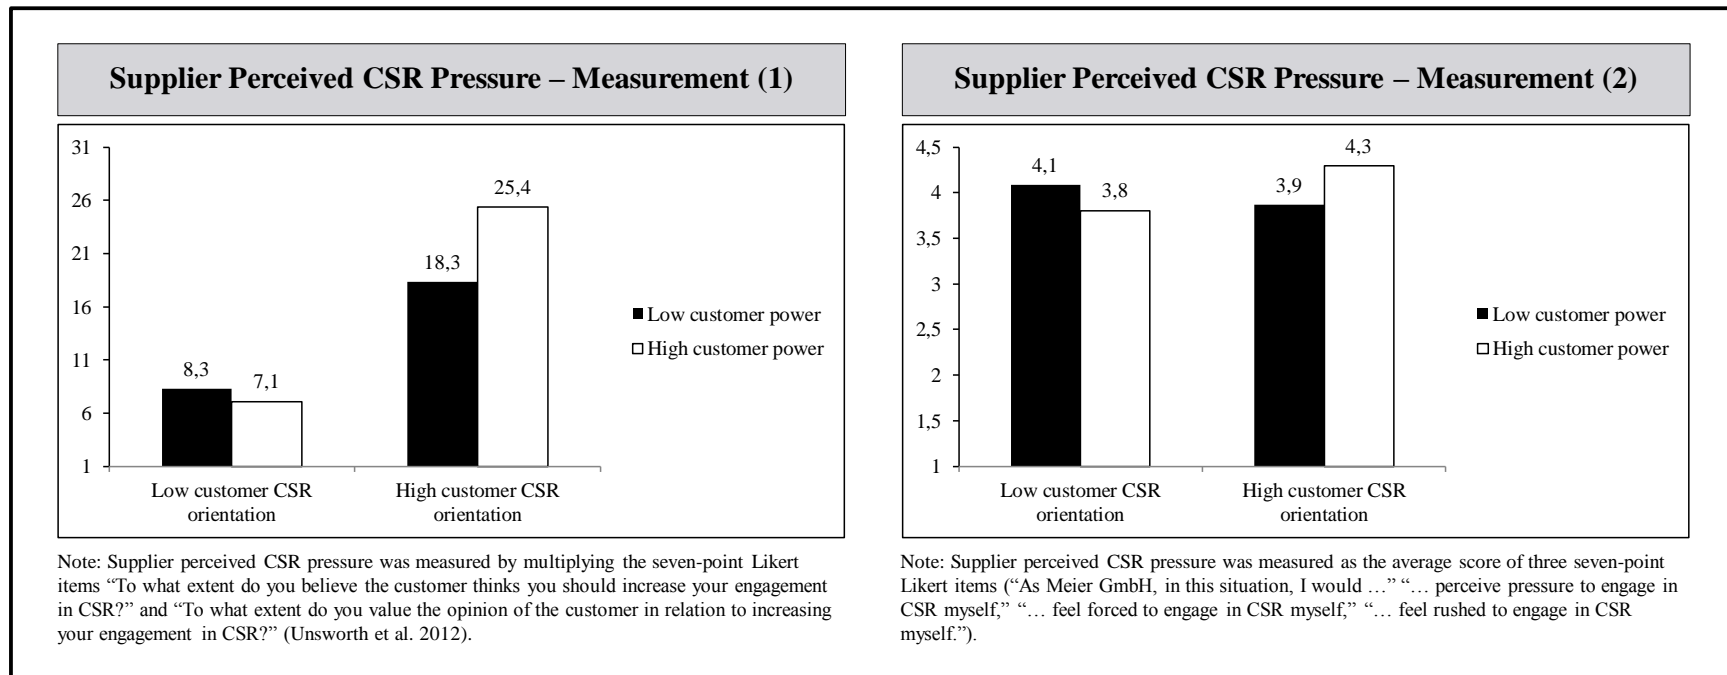 Supplier Perceived CSR Pressure – Measurement (1)
31
26
21
16
11
6
1
8,3
7,1
18,3
25,4
Low customer CSR
orientation
High customer CSR
orientation
Low customer power
High customer power
Note: Supplier perceived CSR pressure was measured by multiplying the seven-point Likert
items “To what extent do you believe the customer thinks you should increase your engagement
in CSR?” and “To what extent do you value the opinion of the customer in relation to increasing
your engagement in CSR?” (Unsworth et al. 2012).
Supplier Perceived CSR Pressure – Measurement (2)
4,5
4
3,5
3
2,5
2
1,5
1
4,1
3,8
3,9
4,3
Low customer CSR
orientation
High customer CSR
orientation
Low customer power
High customer power
Note: Supplier perceived CSR pressure was measured as the average score of three seven-point
Likert items (“As Meier GmbH, in this situation, I would …” “… perceive pressure to engage in
CSR myself,” “… feel forced to engage in CSR myself,” “… feel rushed to engage in CSR
myself.”).